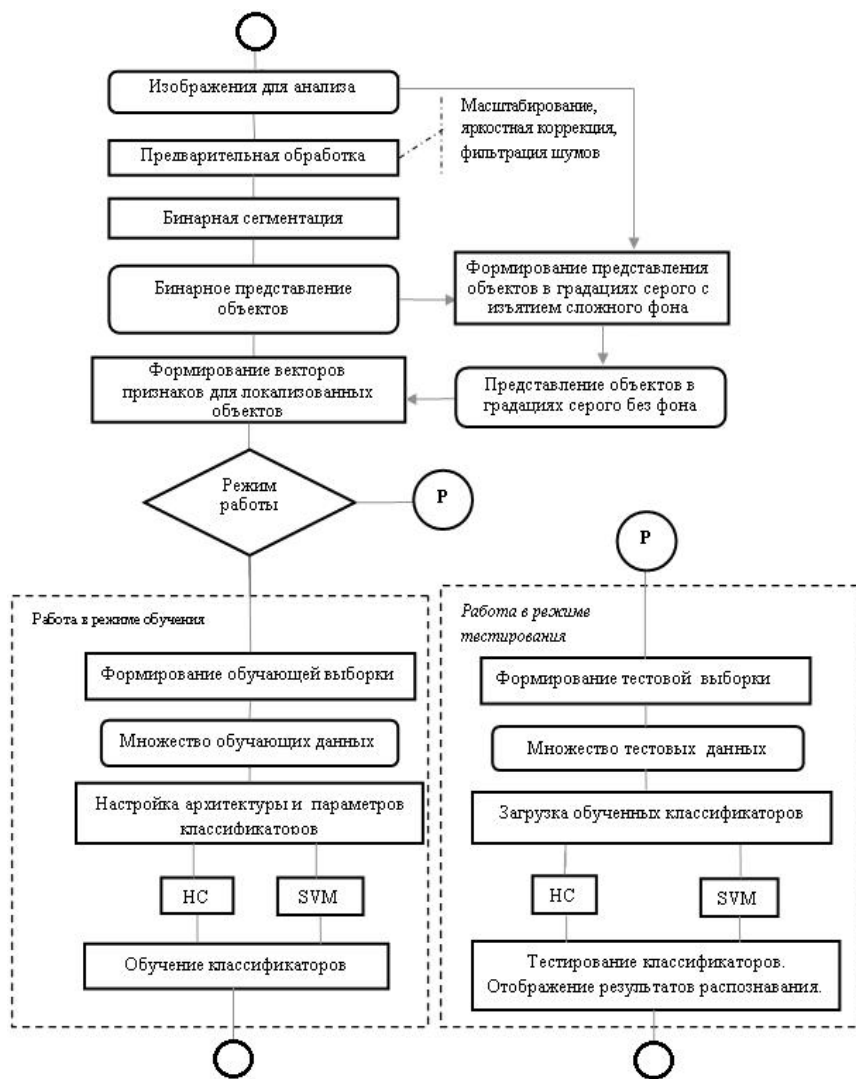 Изображения для анализа
Масштабирование,
яркостная коррекция,
фильтрация шумов
Предварительная обработка
Бинарная сегментация
Бинарное представление
объектов
Формирование представления
объектов в градациях серого с
изъятием сложного фона
Формирование векторов
признаков для локализованных
объектов
Представление объектов в
градациях серого без фона
Режим
работы
Р
Р
Работа в режиме обучения
Формирование обучающей выборки
Множество обучающих данных
Настройка архитектуры и параметров
классификаторов
НС
SVM
Обучение классификаторов
Работа в режиме
тестирования
Формирование тестовой выборки
Множество тестовых данных
Загрузка обученных классификаторов
НС
SVM
Тестирование классификаторов.
Отображение результатов распознавания.